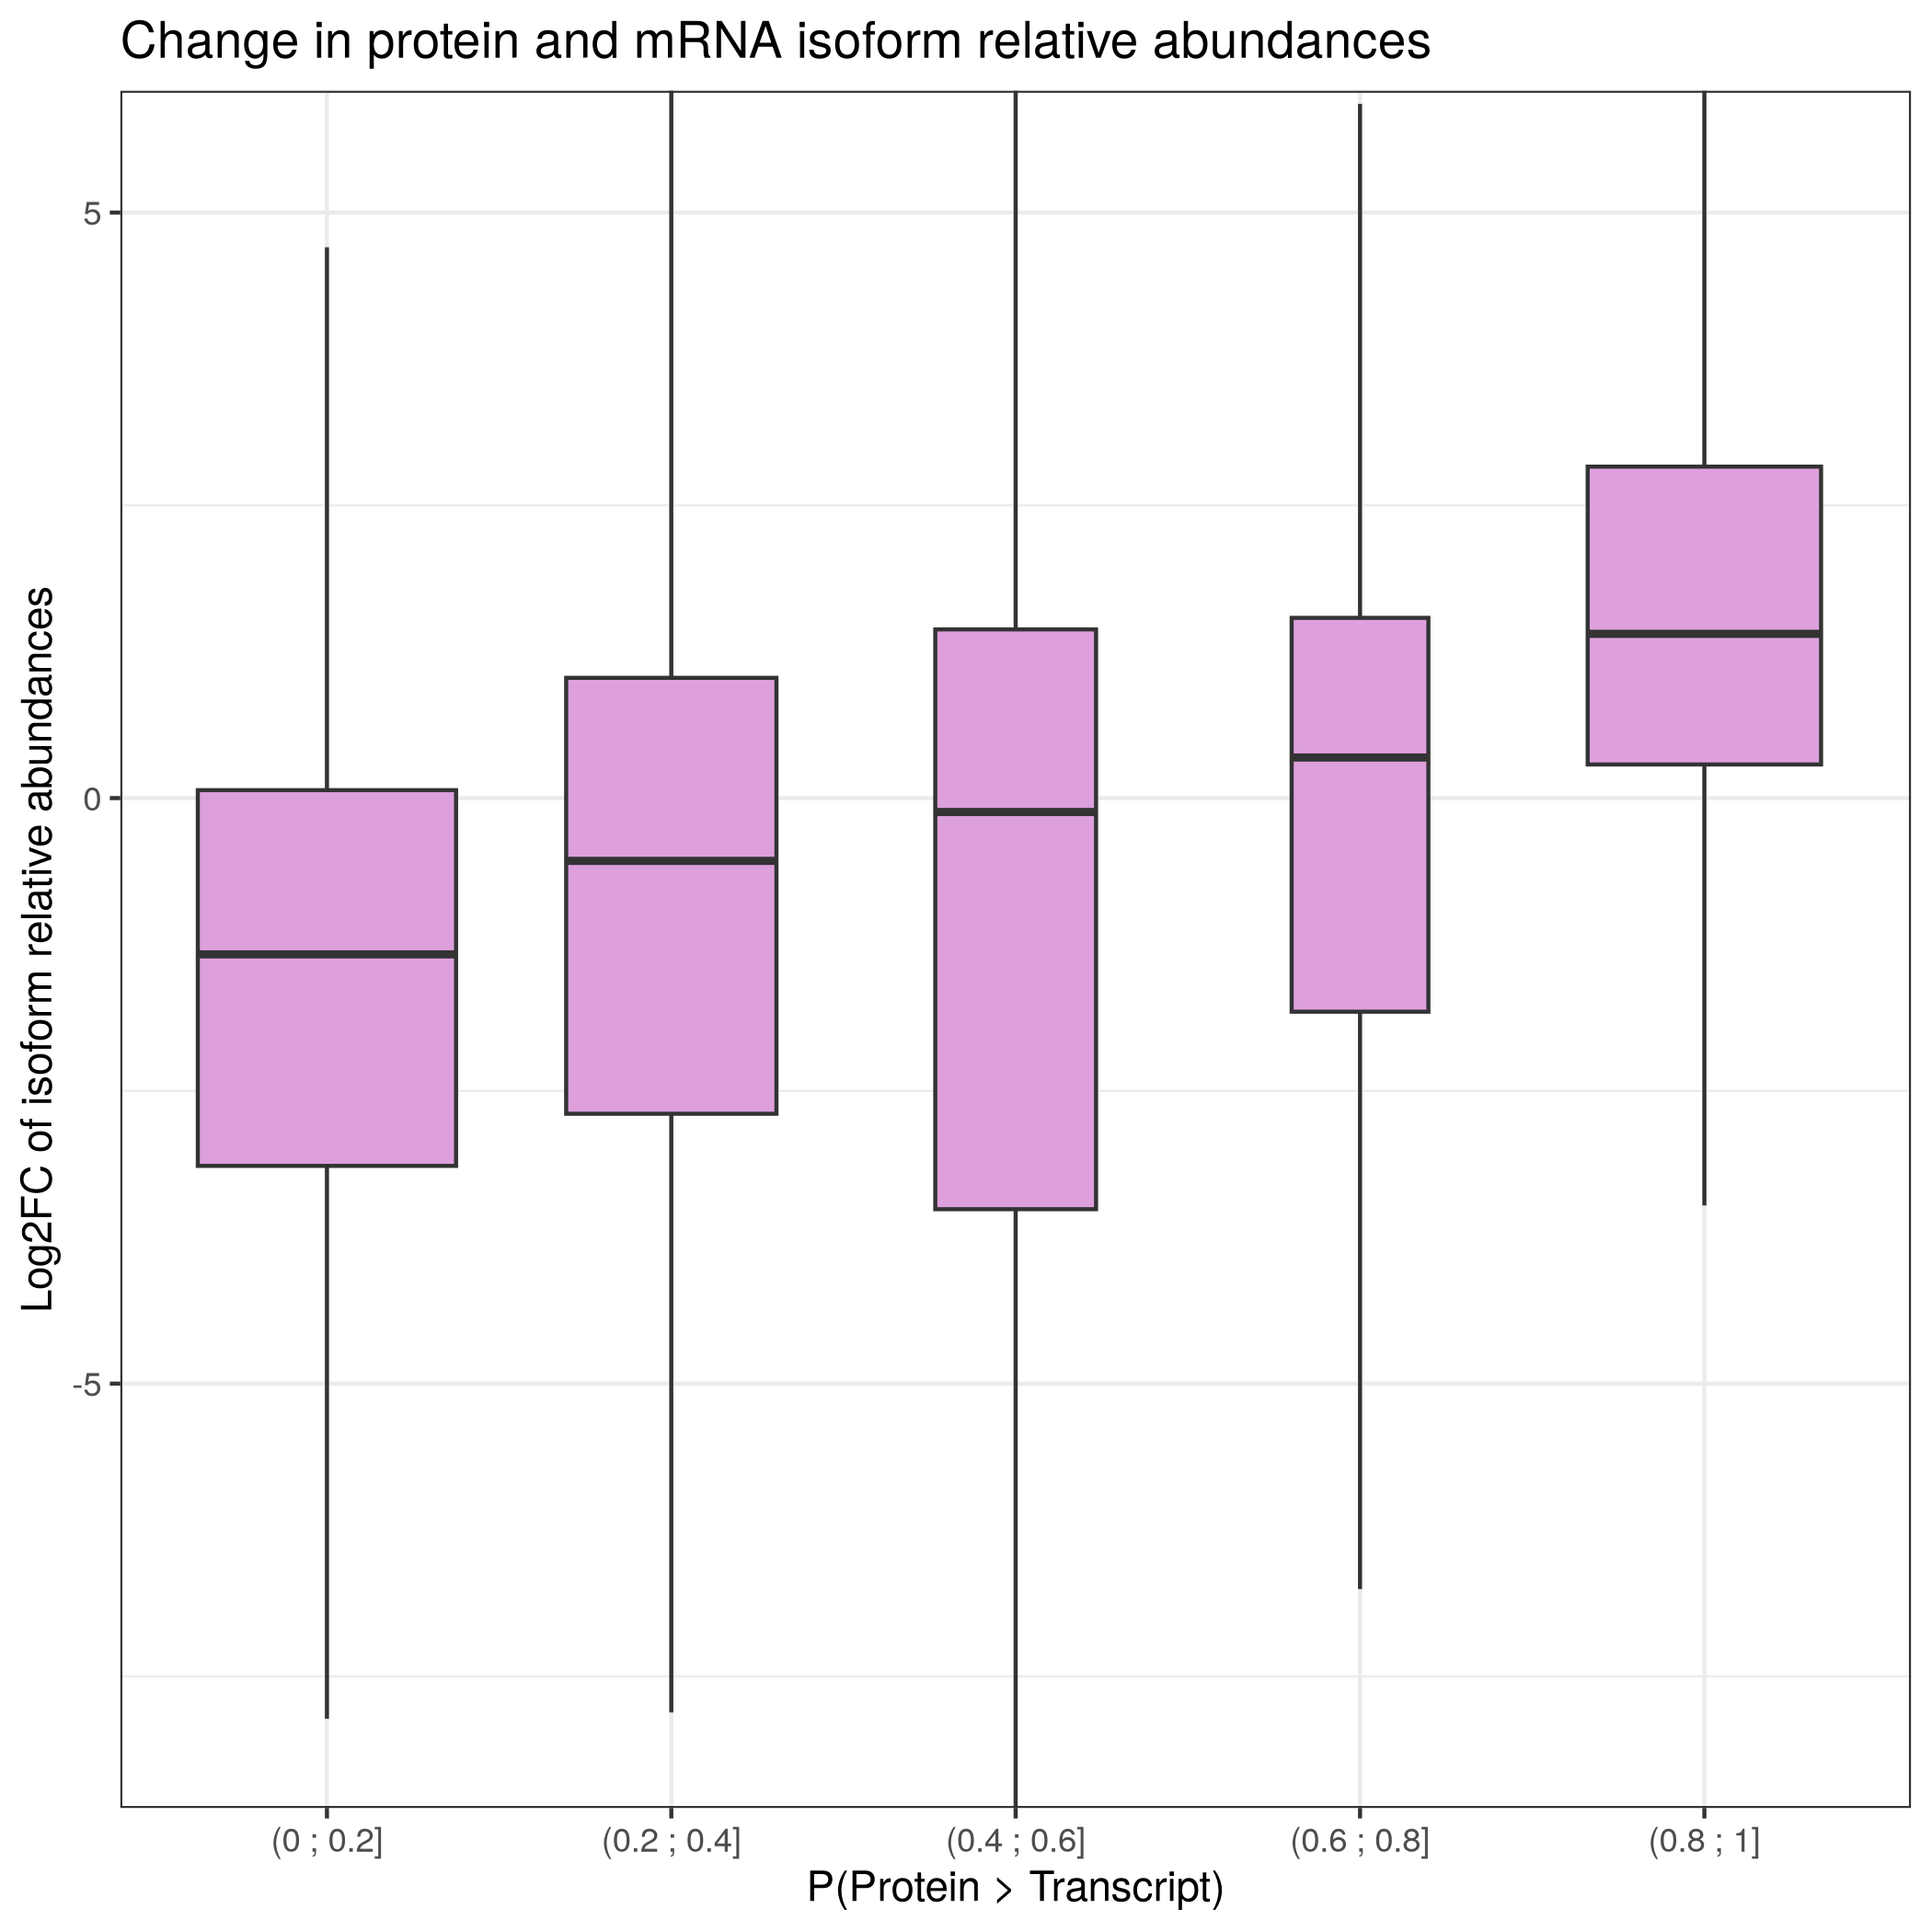 Change in protein and mRNA isoform relative abundances
Log2FC of isoform relative abundances
5
0
-5
(0 ; 0.2]
(0.2 ; 0.4]
(0.4 ; 0.6]
(0.6 ; 0.8]
(0.8 ; 1]
P(Protein > Transcript)